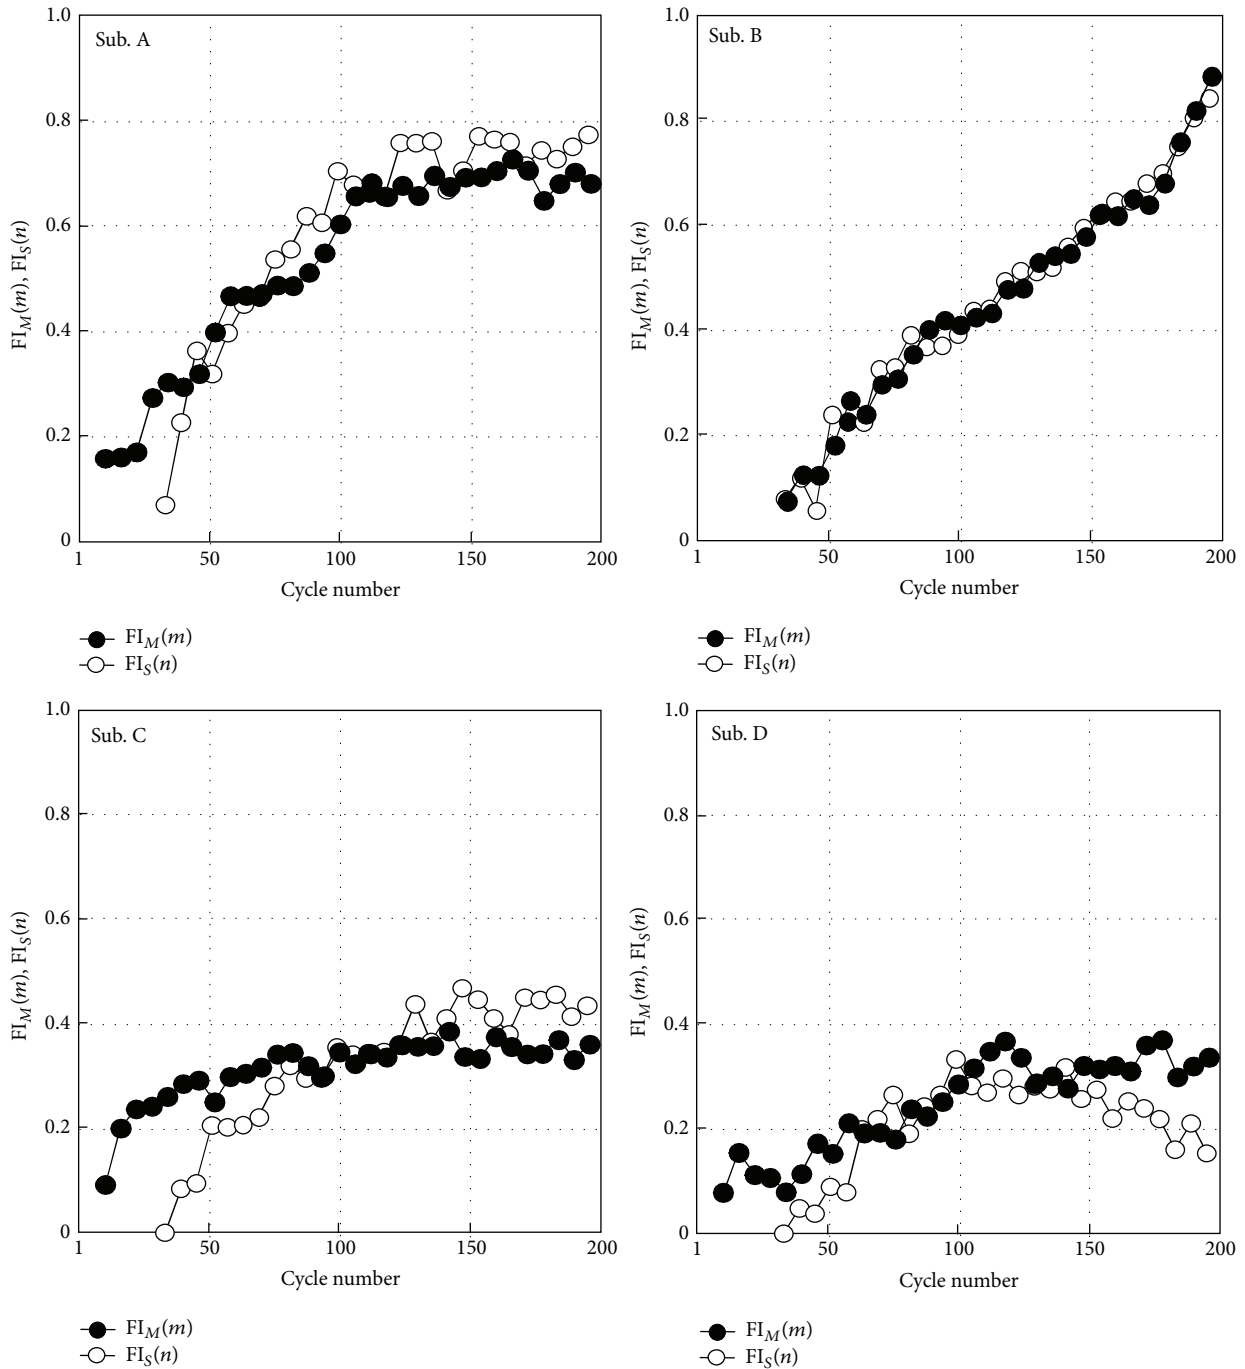 Sub. A
1.0
0.8
0.6
0.4
0.2
0
FI_M(m), FI_S(n)
1 50 100 150 200
Cycle number
FI_M(m)
FI_S(n)
Sub. B
1.0
0.8
0.6
0.4
0.2
0
FI_M(m), FI_S(n)
1 50 100 150 200
Cycle number
FI_M(m)
FI_S(n)
Sub. C
1.0
0.8
0.6
0.4
0.2
0
FI_M(m), FI_S(n)
1 50 100 150 200
Cycle number
FI_M(m)
FI_S(n)
Sub. D
1.0
0.8
0.6
0.4
0.2
0
FI_M(m), FI_S(n)
1 50 100 150 200
Cycle number
FI_M(m)
FI_S(n)